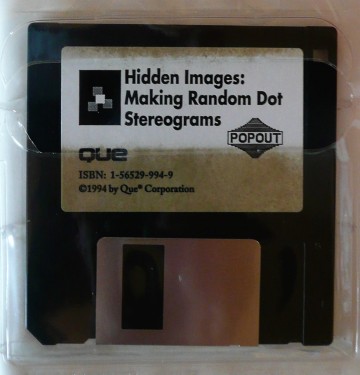 Hidden Images:
Making Random Dot
Stereograms
POPOUT
que
ISBN: 1-56529-994-9
©1994 by Que® Corporation